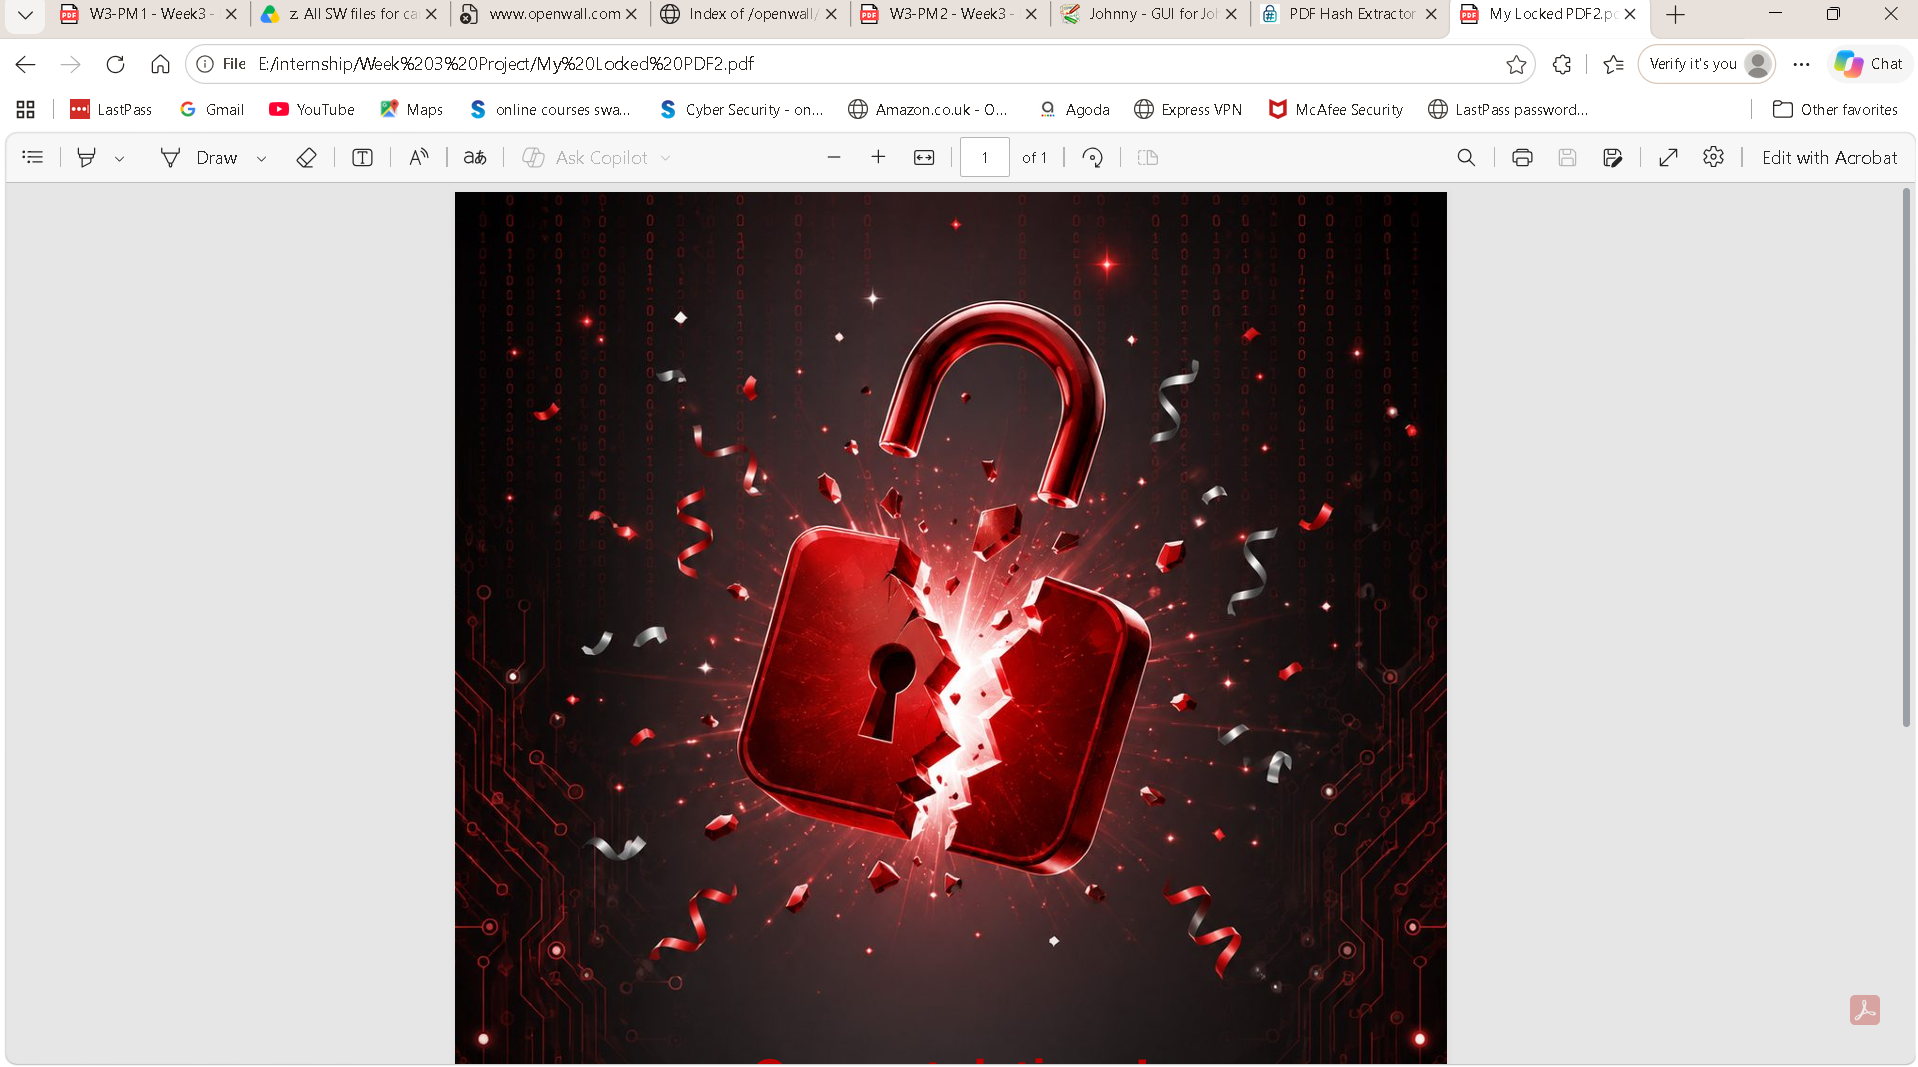 W3-PM1 - Week3 -
z. All SW files for ca
www.openwall.com
Index of /openwall/
W3-PM2 - Week3 -
Johnny - GUI for Joh
PDF Hash Extractor
My Locked PDF2.pd
File E:/internship/Week%203%20Project/My%20Locked%20PDF2.pdf
Verify it's you
Chat
LastPass
Gmail
YouTube
Maps
online courses swa...
Cyber Security - on...
Amazon.co.uk - O...
Agoda
Express VPN
McAfee Security
LastPass password...
Other favorites
Draw
Ask Copilot
1 of 1
Edit with Acrobat